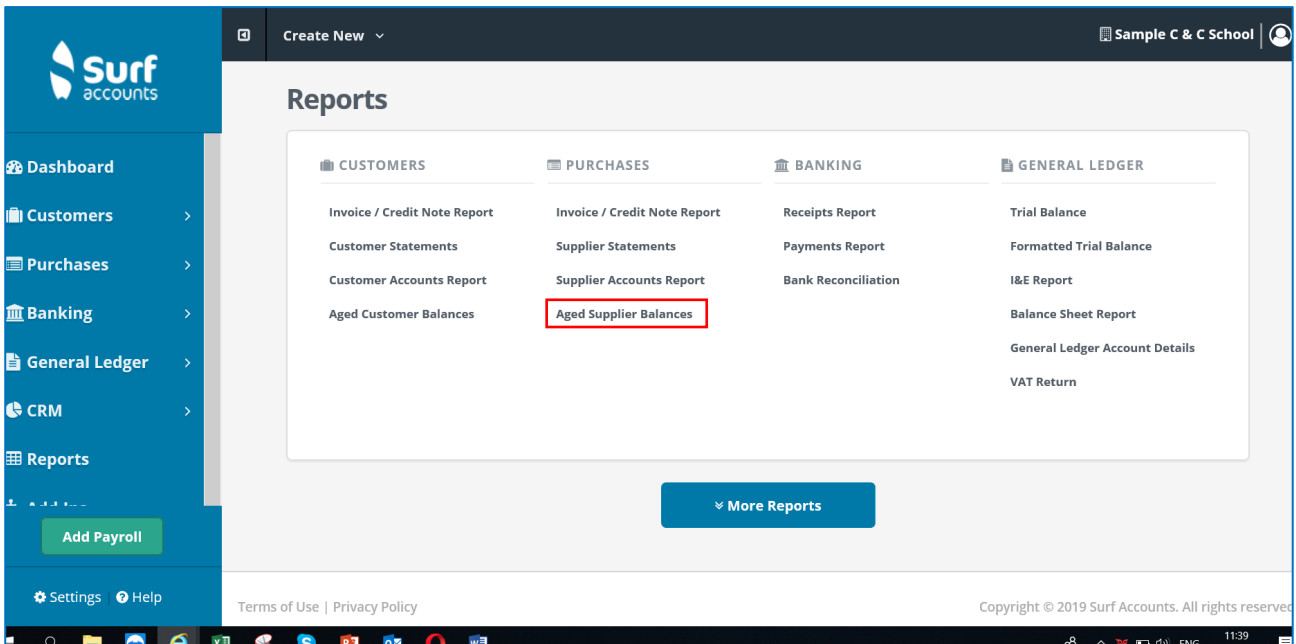 Surf
accounts
Create New
Sample C & C School
Dashboard
Customers
Purchases
Banking
General Ledger
CRM
Reports
Add Payroll
Settings
Help
Reports
CUSTOMERS
Invoice / Credit Note Report
Customer Statements
Customer Accounts Report
Aged Customer Balances
PURCHASES
Invoice / Credit Note Report
Supplier Statements
Supplier Accounts Report
Aged Supplier Balances
BANKING
Receipts Report
Payments Report
Bank Reconciliation
GENERAL LEDGER
Trial Balance
Formatted Trial Balance
I&E Report
Balance Sheet Report
General Ledger Account Details
VAT Return
More Reports
Terms of Use | Privacy Policy
Copyright © 2019 Surf Accounts. All rights reserved
ENG
11:39